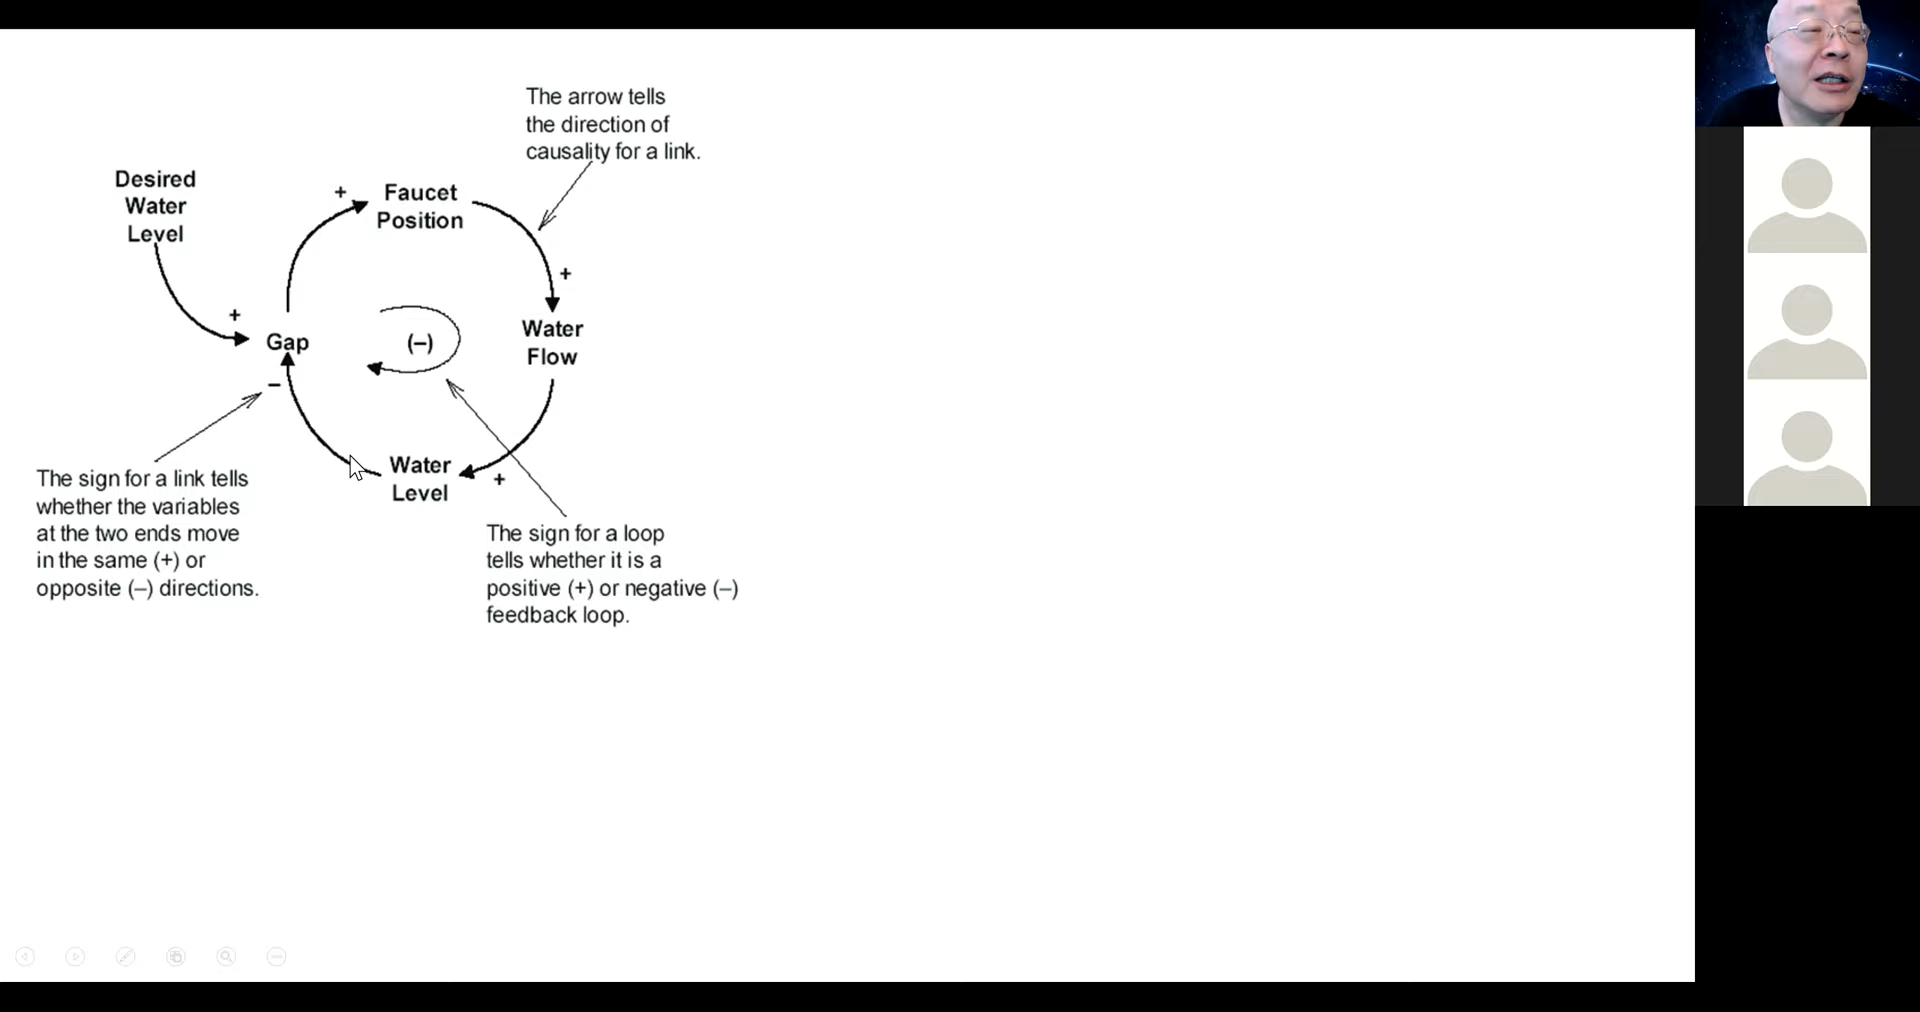 The arrow tells
the direction of
causality for a link.
Desired
Water
Level
+
Faucet
Position
+
+
Gap
(–)
Water
Flow
–
Water
Level
+
The sign for a link tells
whether the variables
at the two ends move
in the same (+) or
opposite (–) directions.
The sign for a loop
tells whether it is a
positive (+) or negative (–)
feedback loop.